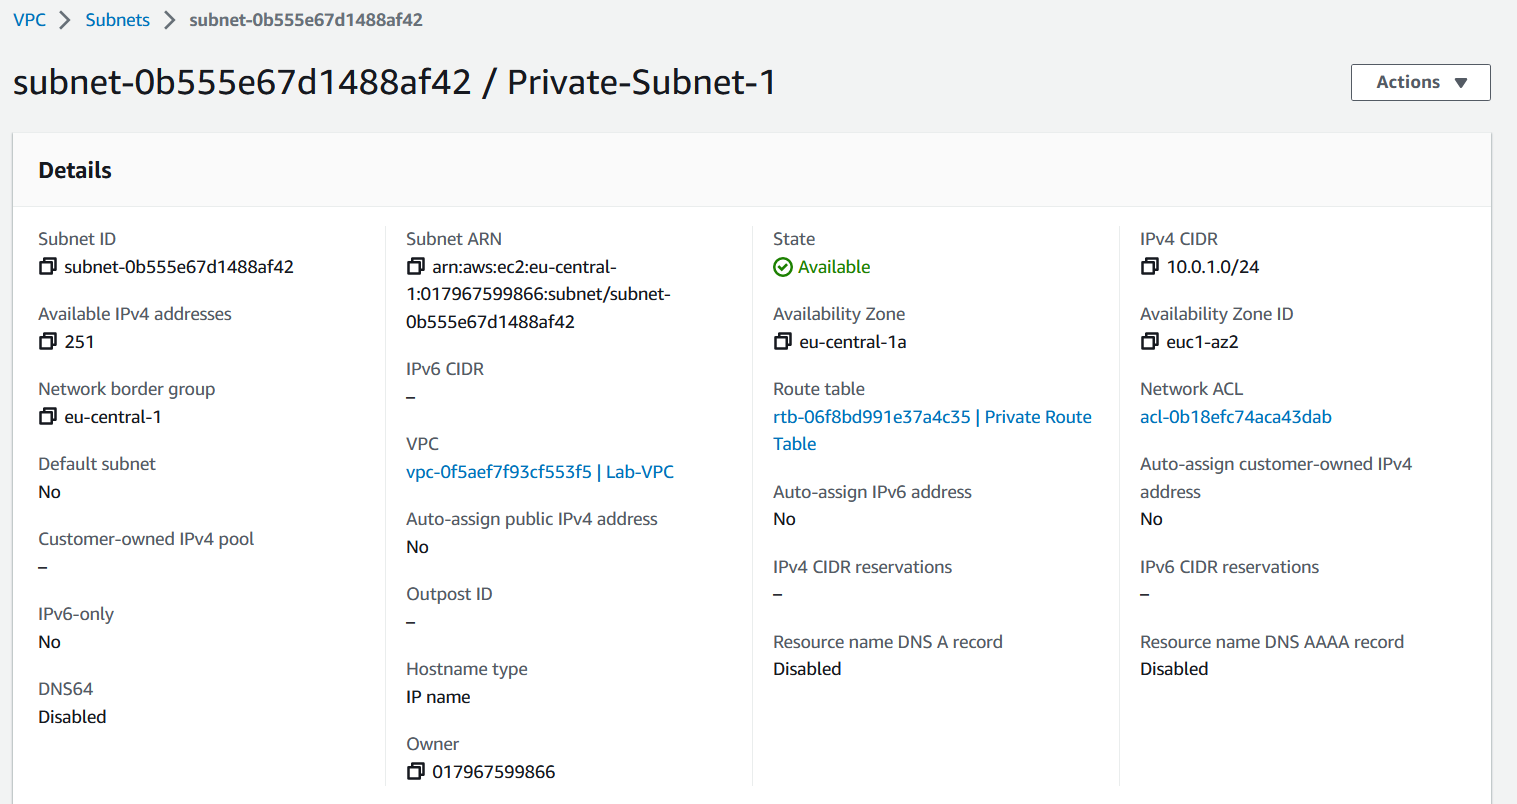 VPC > Subnets > subnet-0b555e67d1488af42
subnet-0b555e67d1488af42 / Private-Subnet-1
Actions
Details
Subnet ID
subnet-0b555e67d1488af42
Available IPv4 addresses
251
Network border group
eu-central-1
Default subnet
No
Customer-owned IPv4 pool
–
IPv6-only
No
DNS64
Disabled
Subnet ARN
arn:aws:ec2:eu-central-
1:017967599866:subnet/subnet-
0b555e67d1488af42
IPv6 CIDR
–
VPC
vpc-0f5aef7f93cf553f5 | Lab-VPC
Auto-assign public IPv4 address
No
Outpost ID
–
Hostname type
IP name
Owner
017967599866
State
Available
Availability Zone
eu-central-1a
Route table
rtb-06f8bd991e37a4c35 | Private Route
Table
Auto-assign IPv6 address
No
IPv4 CIDR reservations
–
Resource name DNS A record
Disabled
IPv4 CIDR
10.0.1.0/24
Availability Zone ID
euc1-az2
Network ACL
acl-0b18efc74aca43dab
Auto-assign customer-owned IPv4
address
No
IPv6 CIDR reservations
–
Resource name DNS AAAA record
Disabled